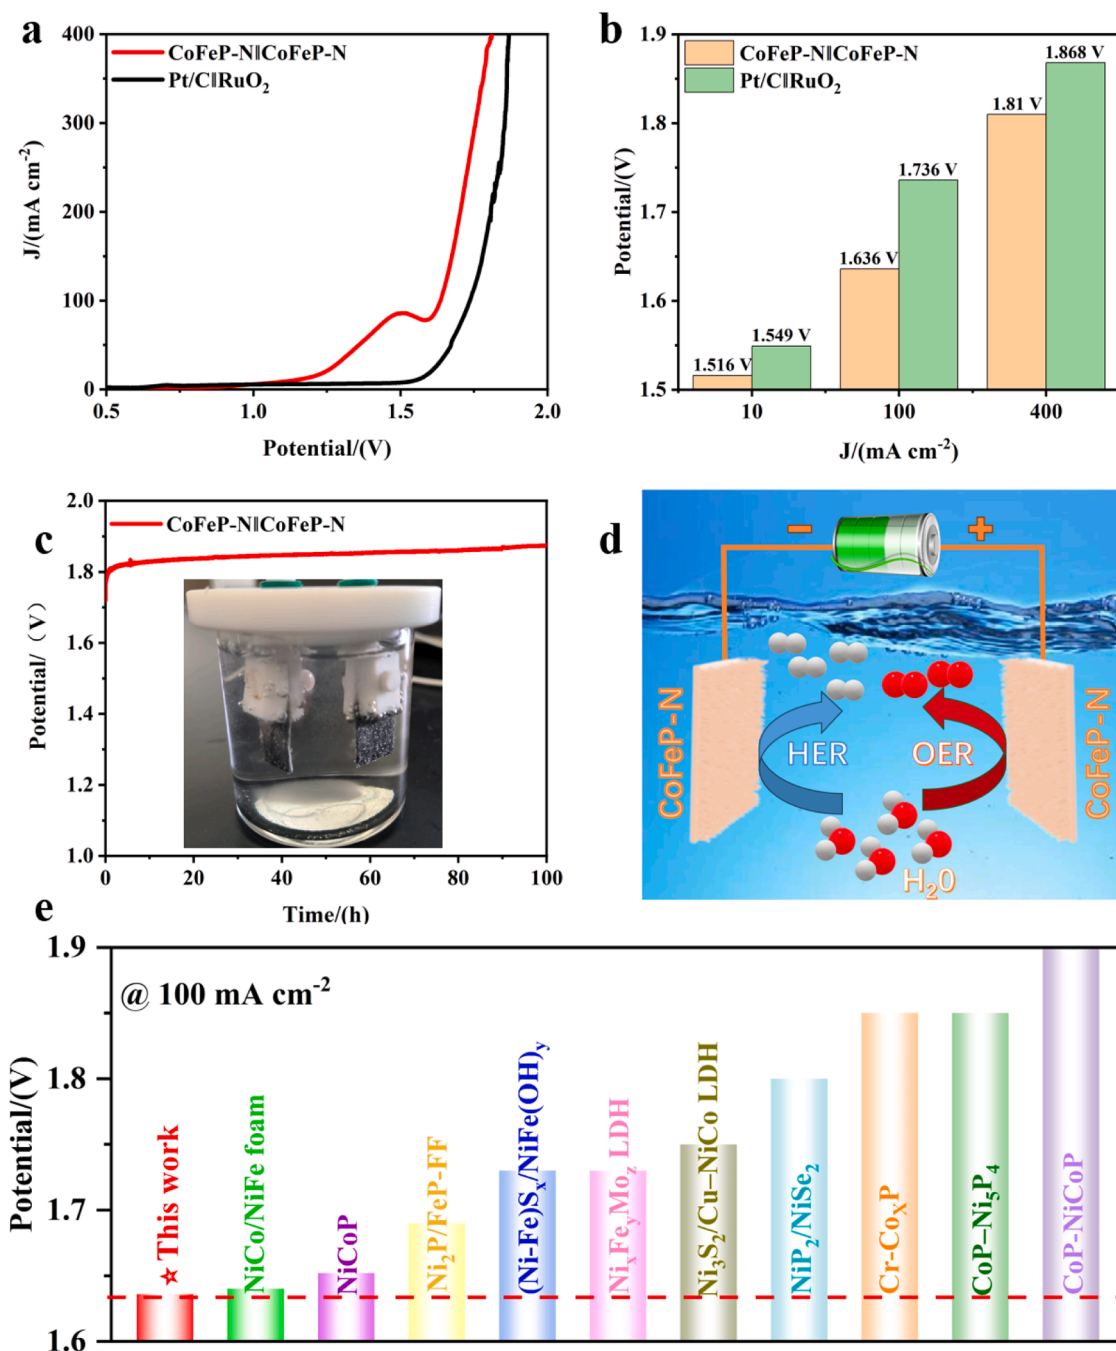 a
400
300
200
100
0
CoFeP-N‖CoFeP-N
Pt/C‖RuO₂
J/(mA cm⁻²)
0.5
1.0
1.5
2.0
Potential/(V)
b
1.9
1.8
1.7
1.6
1.5
CoFeP-N‖CoFeP-N
Pt/C‖RuO₂
1.516 V
1.549 V
1.636 V
1.736 V
1.81 V
1.868 V
Potential/(V)
10
100
400
J/(mA cm⁻²)
c
2.0
1.8
1.6
1.4
1.2
1.0
CoFeP-N‖CoFeP-N
Potential/（V）
0
20
40
60
80
100
Time/(h)
d
−
+
CoFeP-N
HER
OER
CoFeP-N
H₂0
e
1.9
1.8
1.7
1.6
Potential/(V)
@ 100 mA cm⁻²
☆ This work
NiCo/NiFe foam
NiCoP
Ni₂P/FeP-FF
(Ni-Fe)Sₓ/NiFe(OH)ᵧ
NiₓFeᵧMo_z LDH
Ni₃S₂/Cu–NiCo LDH
NiP₂/NiSe₂
Cr-Co_XP
CoP–Ni₅P₄
CoP-NiCoP